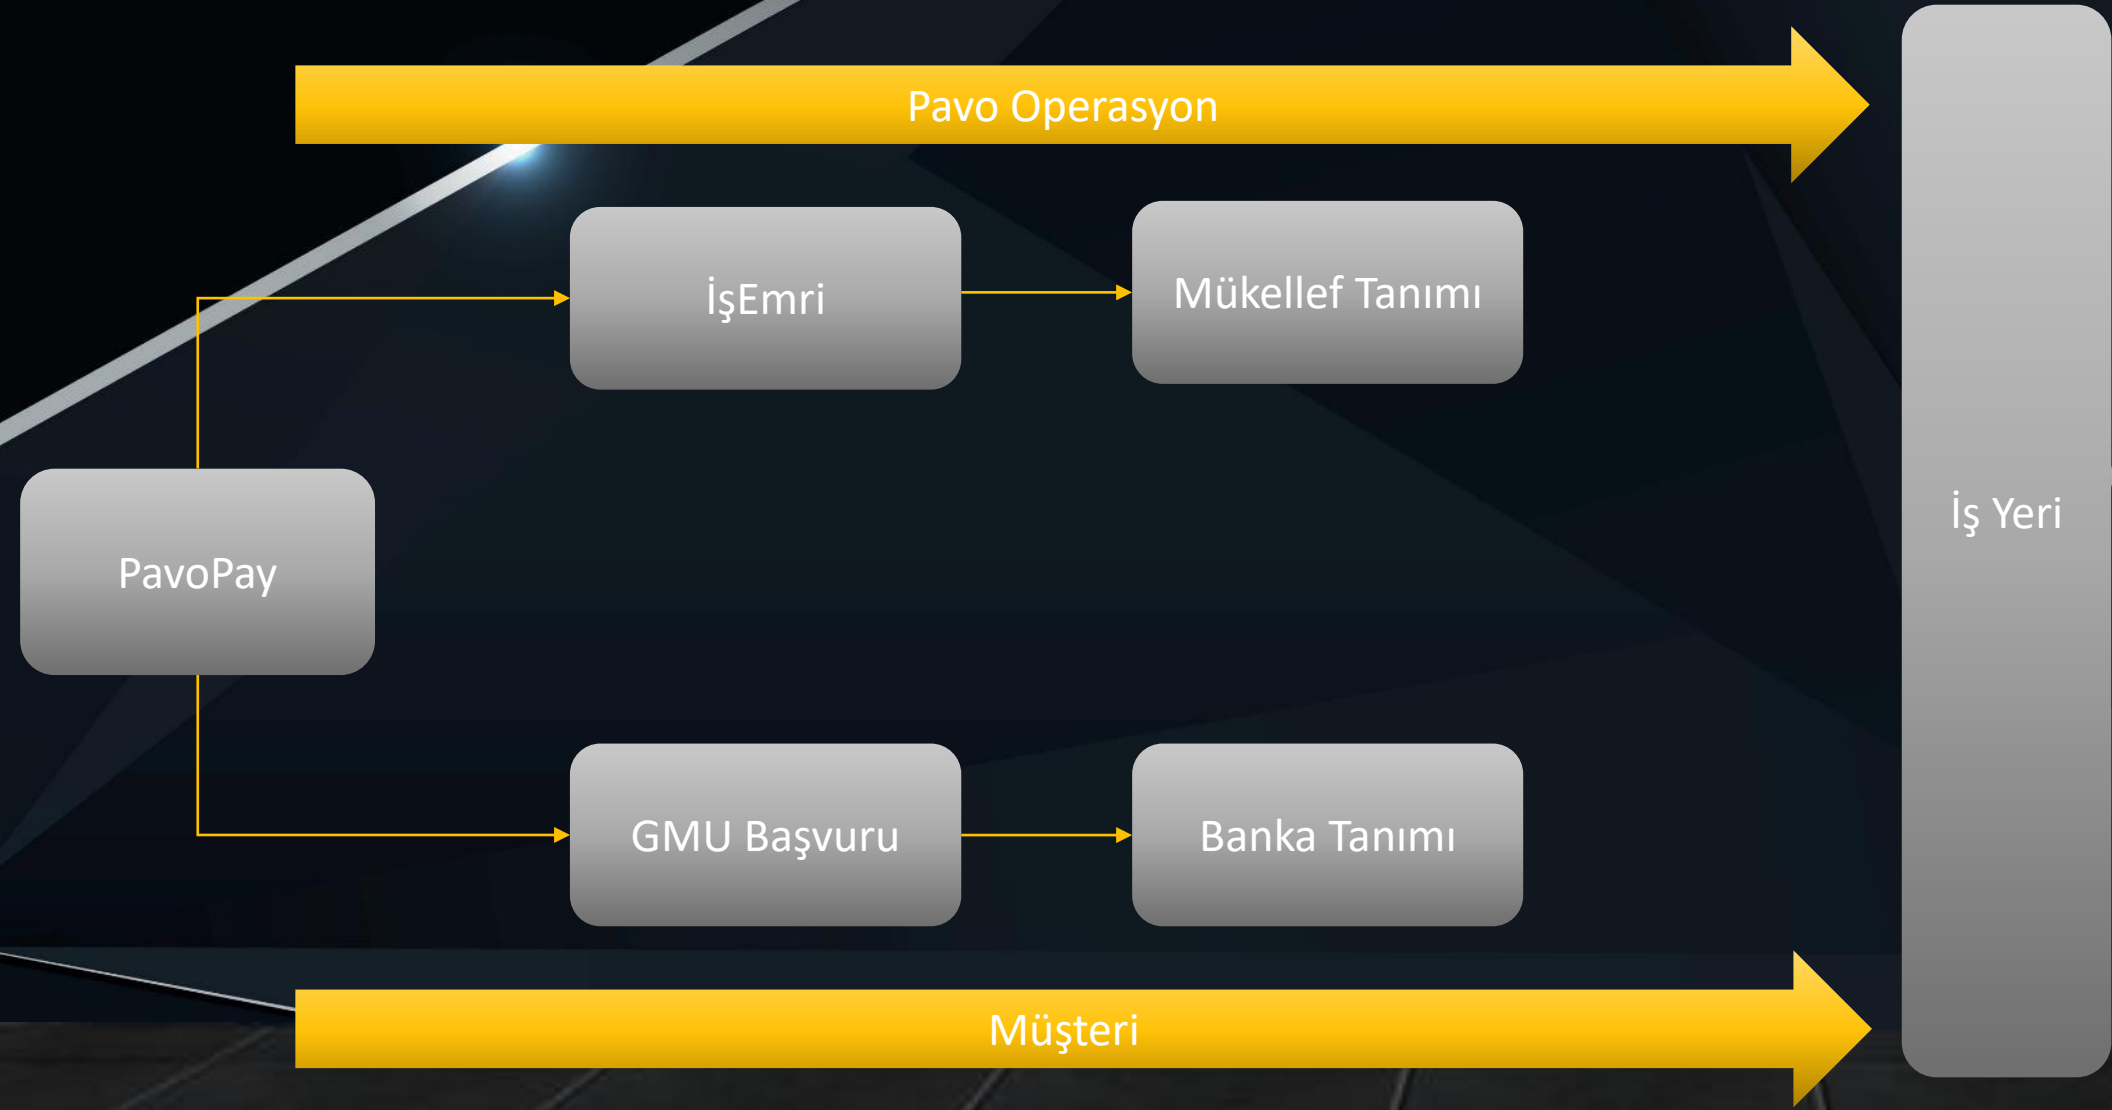 Pavo Operasyon
İşEmri
Mükellef Tanımı
İş Yeri
PavoPay
GMU Başvuru
Banka Tanımı
Müşteri